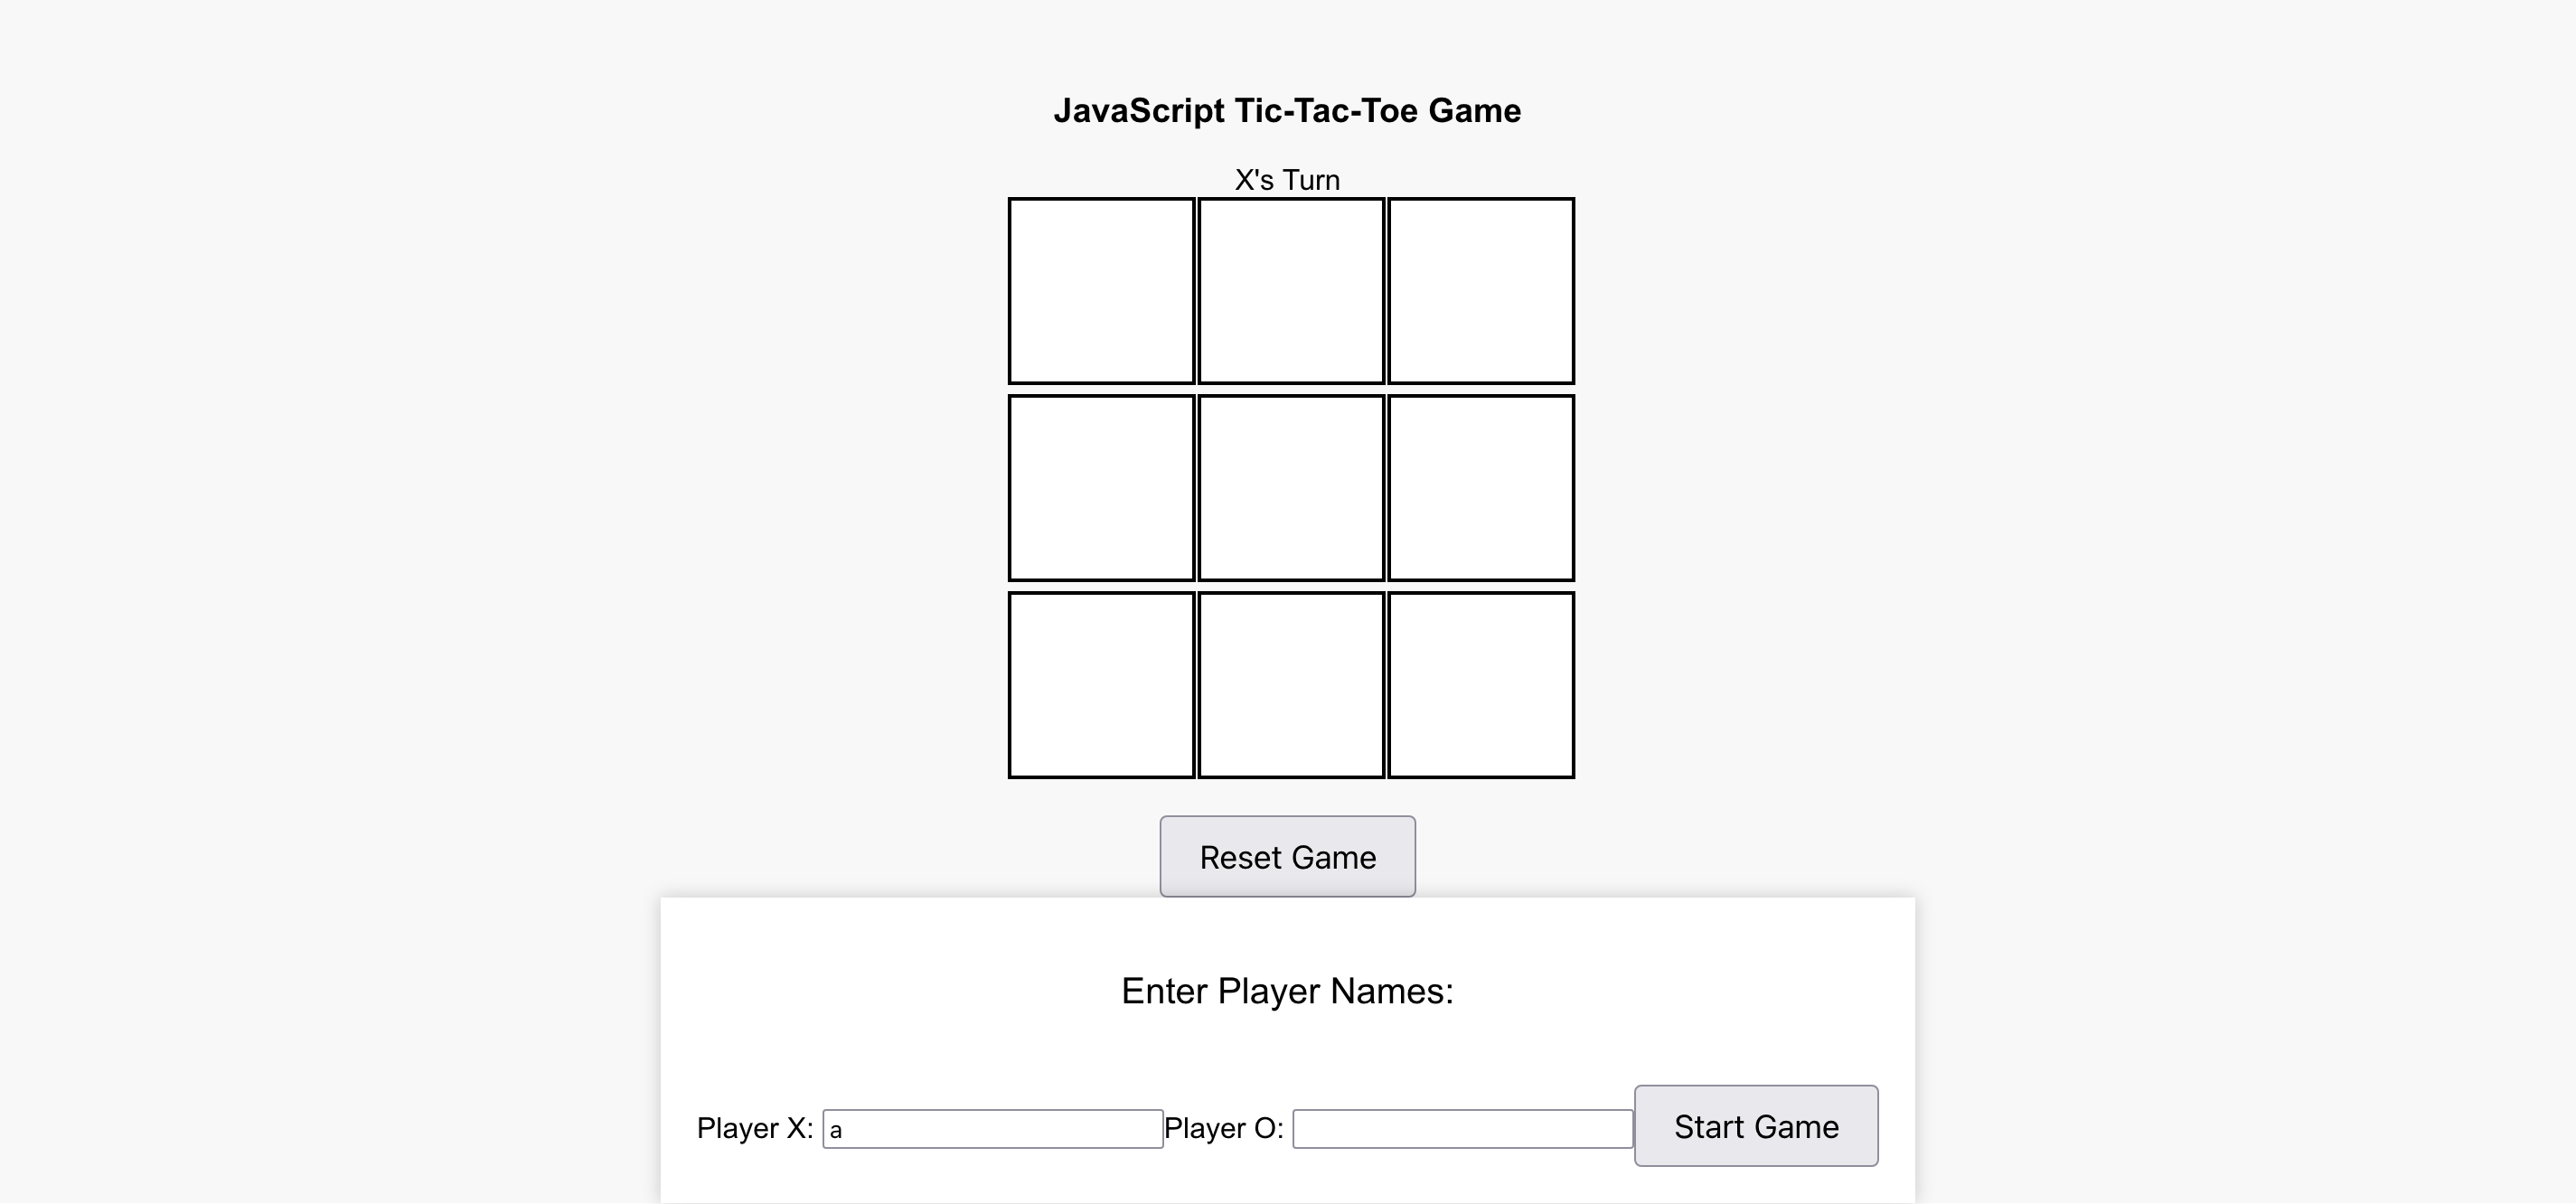 JavaScript Tic-Tac-Toe Game
X's Turn
Reset Game
Enter Player Names:
Player X: a Player O: Start Game